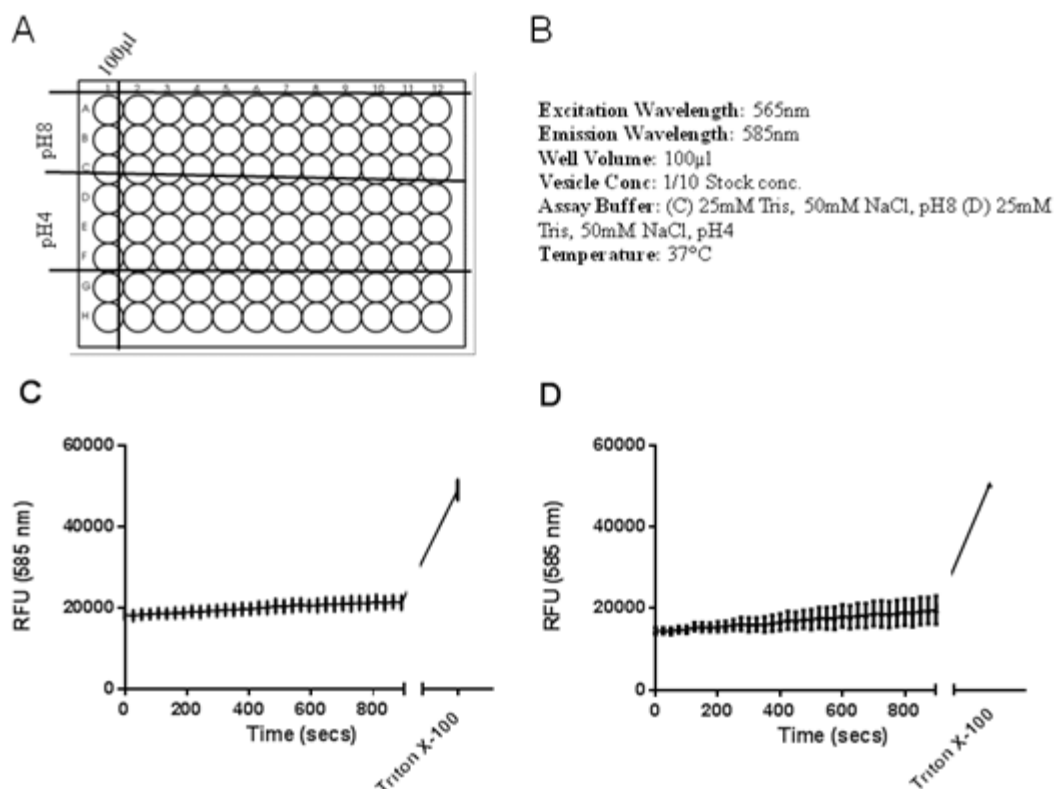 A
B
100µl
1 2 3 4 5 6 7 8 9 10 11 12
A
B
C
D
E
F
G
H
pH8
pH4
Excitation Wavelength: 565nm
Emission Wavelength: 585nm
Well Volume: 100µl
Vesicle Conc: 1/10 Stock conc.
Assay Buffer: (C) 25mM Tris, 50mM NaCl, pH8 (D) 25mM
Tris, 50mM NaCl, pH4
Temperature: 37°C
C
60000
40000
20000
0
RFU (585 nm)
0 200 400 600 800
Time (secs)
Triton X-100
D
60000
40000
20000
0
RFU (585 nm)
0 200 400 600 800
Time (secs)
Triton X-100